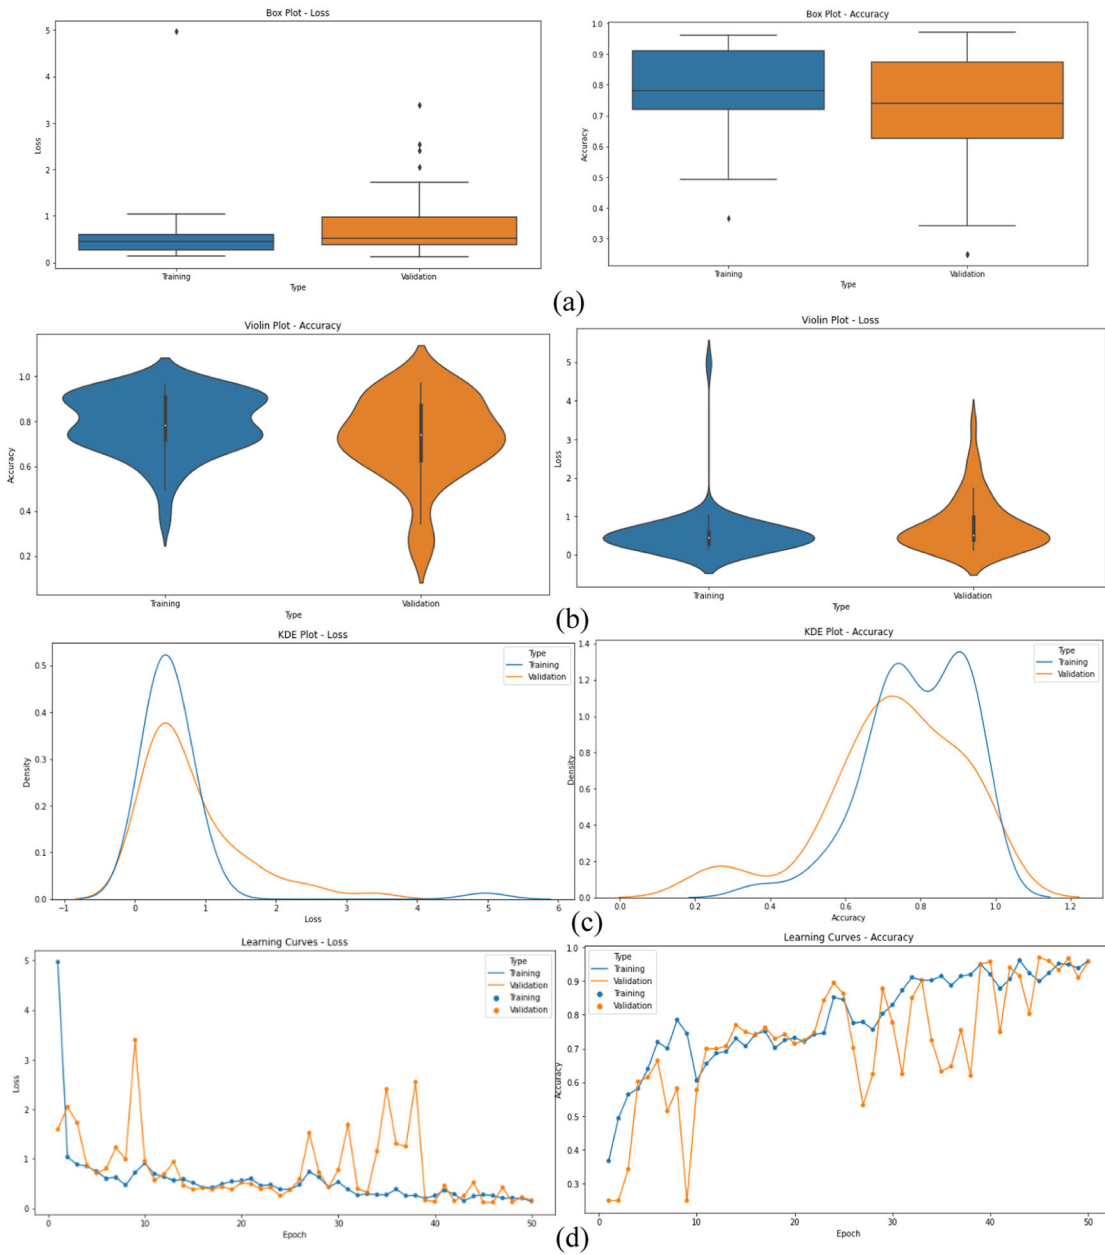 Box Plot - Loss
5
4
3
2
1
0
Loss
Training
Validation
Type
Box Plot - Accuracy
1.0
0.9
0.8
0.7
0.6
0.5
0.4
0.3
Accuracy
Training
Validation
Type
(a)
Violin Plot - Accuracy
1.0
0.8
0.6
0.4
0.2
Accuracy
Training
Validation
Type
Violin Plot - Loss
5
4
3
2
1
0
Loss
Training
Validation
Type
(b)
KDE Plot - Loss
Type
Training
Validation
0.5
0.4
0.3
0.2
0.1
0.0
Density
−1 0 1 2 3 4 5 6
Loss
KDE Plot - Accuracy
Type
Training
Validation
1.4
1.2
1.0
0.8
0.6
0.4
0.2
0.0
Density
0.0 0.2 0.4 0.6 0.8 1.0 1.2
Accuracy
(c)
Learning Curves - Loss
Type
Training
Validation
Training
Validation
5
4
3
2
1
0
Loss
0 10 20 30 40 50
Epoch
Learning Curves - Accuracy
Type
Training
Validation
Training
Validation
1.0
0.9
0.8
0.7
0.6
0.5
0.4
0.3
Accuracy
0 10 20 30 40 50
Epoch
(d)